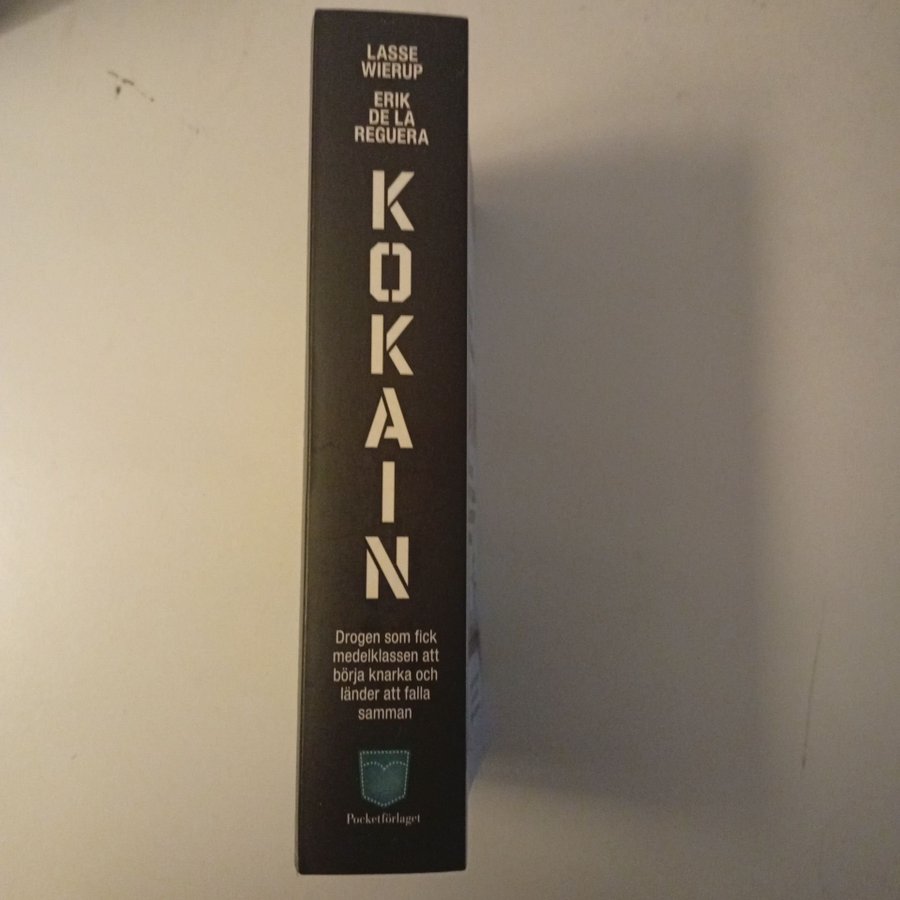 LASSE
WIERUP
ERIK
DE LA
REGUERA
KOKAIN
Drogen som fick
medelklassen att
börja knarka och
länder att falla
samman
Pocketförlaget